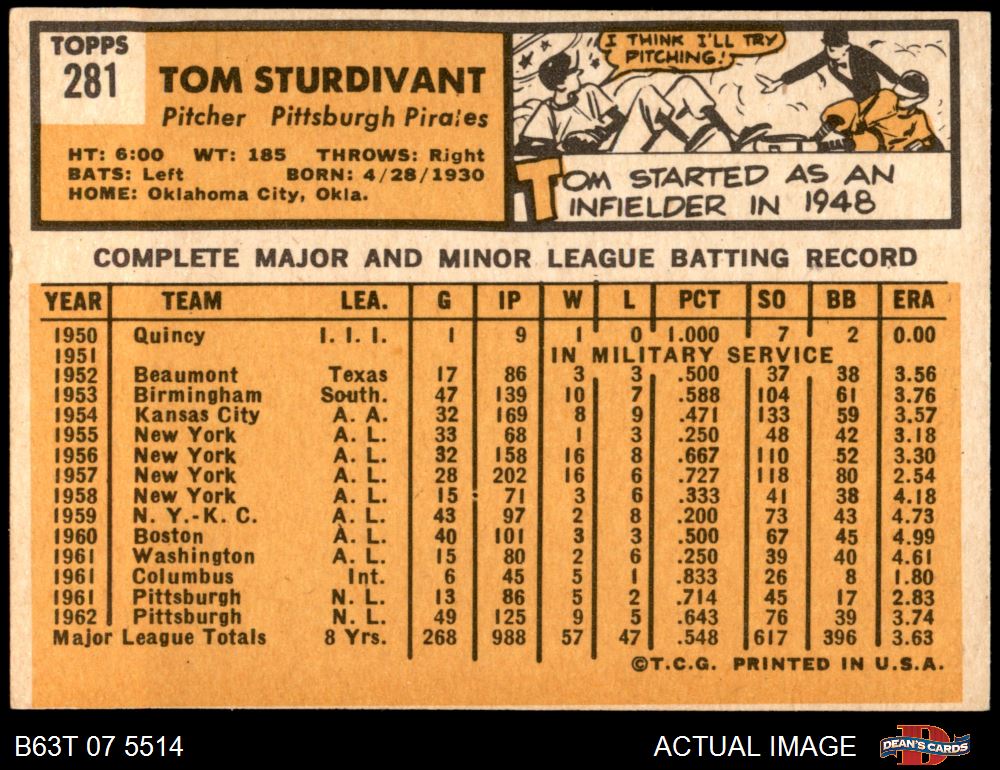 TOPPS
281
TOM STURDIVANT
Pitcher Pittsburgh Pirates
HT: 6:00 WT: 185 THROWS: Right
BATS: Left BORN: 4/28/1930
HOME: Oklahoma City, Okla.
I THINK I'LL TRY
PITCHING!
TOM STARTED AS AN
INFIELDER IN 1948
COMPLETE MAJOR AND MINOR LEAGUE BATTING RECORD
YEAR TEAM LEA. G IP W L PCT SO BB ERA
1950 Quincy I. I. I. 1 9 1 0 1.000 7 2 0.00
1951 IN MILITARY SERVICE
1952 Beaumont Texas 17 86 3 3 .500 37 38 3.56
1953 Birmingham South. 47 139 10 7 .588 104 61 3.76
1954 Kansas City A. A. 32 169 8 9 .471 133 59 3.57
1955 New York A. L. 33 68 1 3 .250 48 42 3.18
1956 New York A. L. 32 158 16 8 .667 110 52 3.30
1957 New York A. L. 28 202 16 6 .727 118 80 2.54
1958 New York A. L. 15 71 3 6 .333 41 38 4.18
1959 N. Y.-K. C. A. L. 43 97 2 8 .200 73 43 4.73
1960 Boston A. L. 40 101 3 3 .500 67 45 4.99
1961 Washington A. L. 15 80 2 6 .250 39 40 4.61
1961 Columbus Int. 6 45 5 1 .833 26 8 1.80
1961 Pittsburgh N. L. 13 86 5 2 .714 45 17 2.83
1962 Pittsburgh N. L. 49 125 9 5 .643 76 39 3.74
Major League Totals 8 Yrs. 268 988 57 47 .548 617 396 3.63
©T.C.G. PRINTED IN U.S.A.
B63T 07 5514 ACTUAL IMAGE DEAN'S CARDS